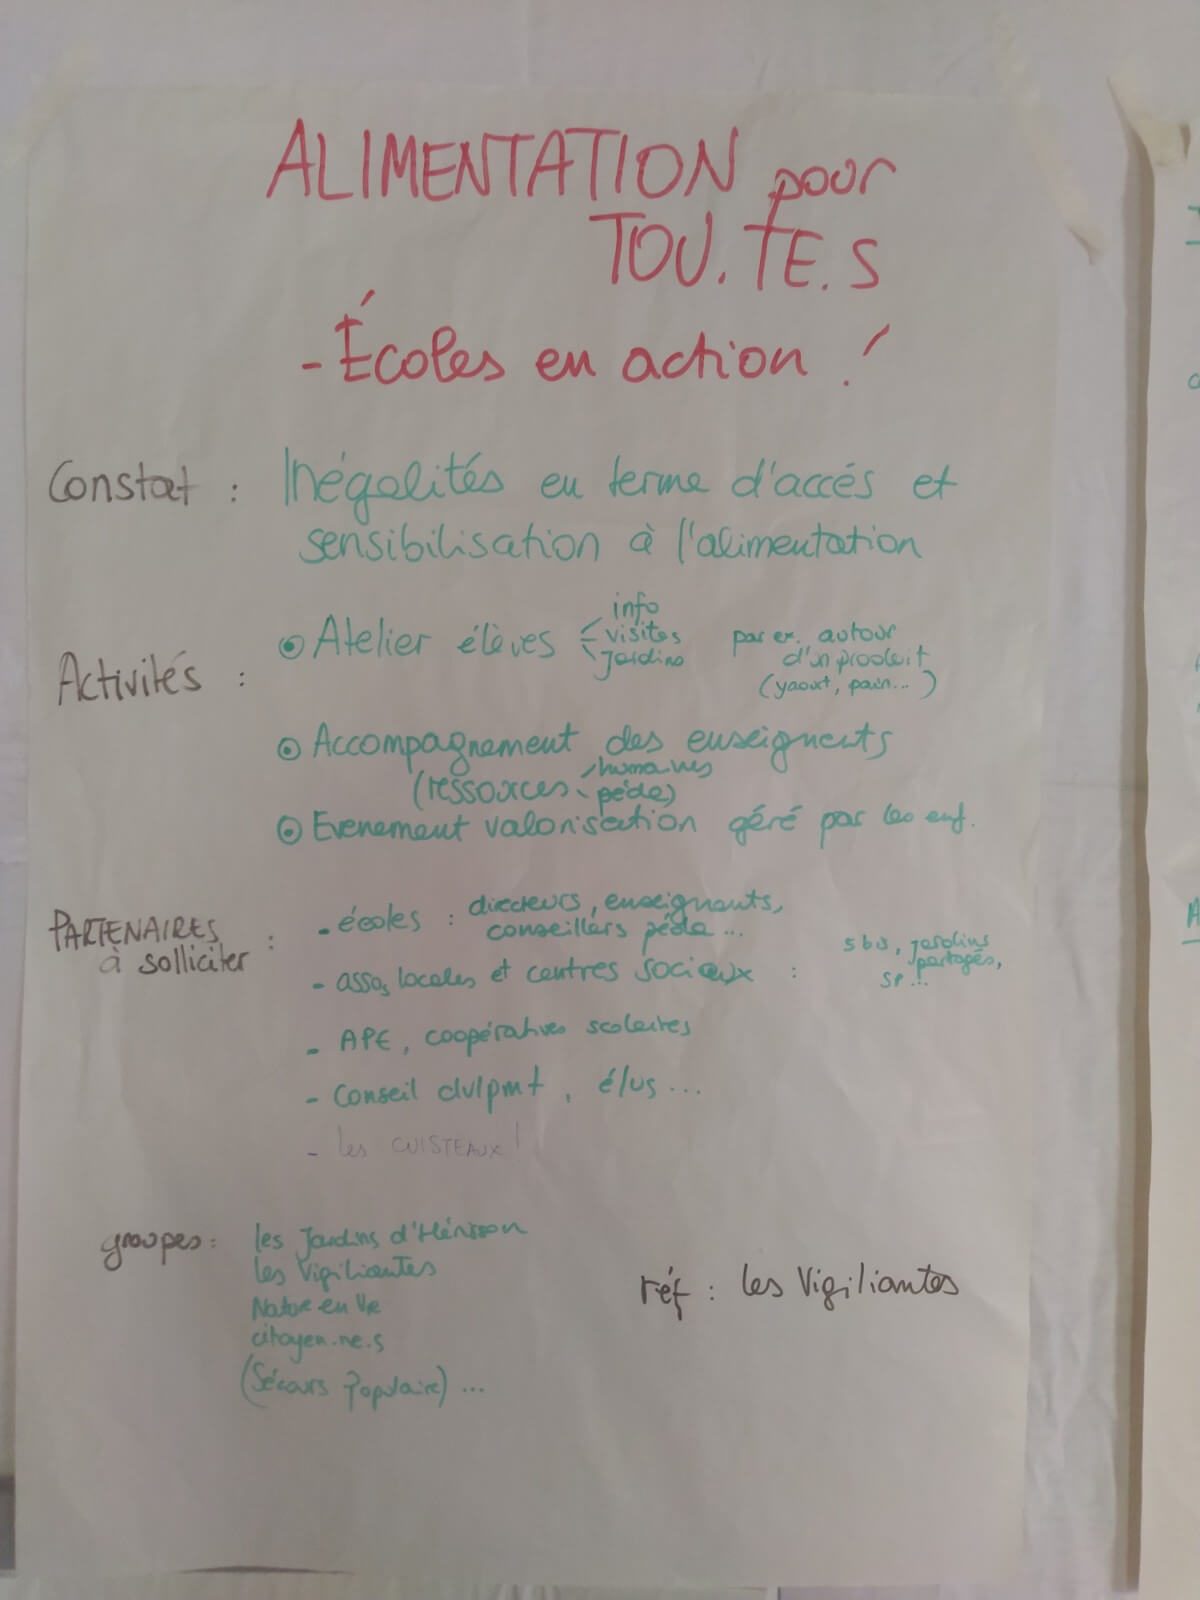 ALIMENTATION pour
TOU.TE.S
- Écoles en action !
Constat : Inégalités en terme d'accés et
sensibilisation à l'alimentation
Activités :
Atelier élèves
info
visites
jardins
par ex. autour
d'un produit
(yaourt, pain...)
Accompagnement des enseignents
(ressources
humaines
péda)
Evenement valorisation géré par les enf.
PARTENAIRES
à solliciter :
- écoles : directeurs, enseignants,
conseillers péda...
- assos locales et centres sociaux :
jardins
partagés,
SP...
- APE, coopératives scolaires
- Conseil dvlpmt, élus...
- les CUISTEAUX !
groupes : les Jardins d'Hérisson
les Vigiliantes
Nature en Vie
citoyen.ne.s
(Sécours Populaire) ...
réf : les Vigiliantes